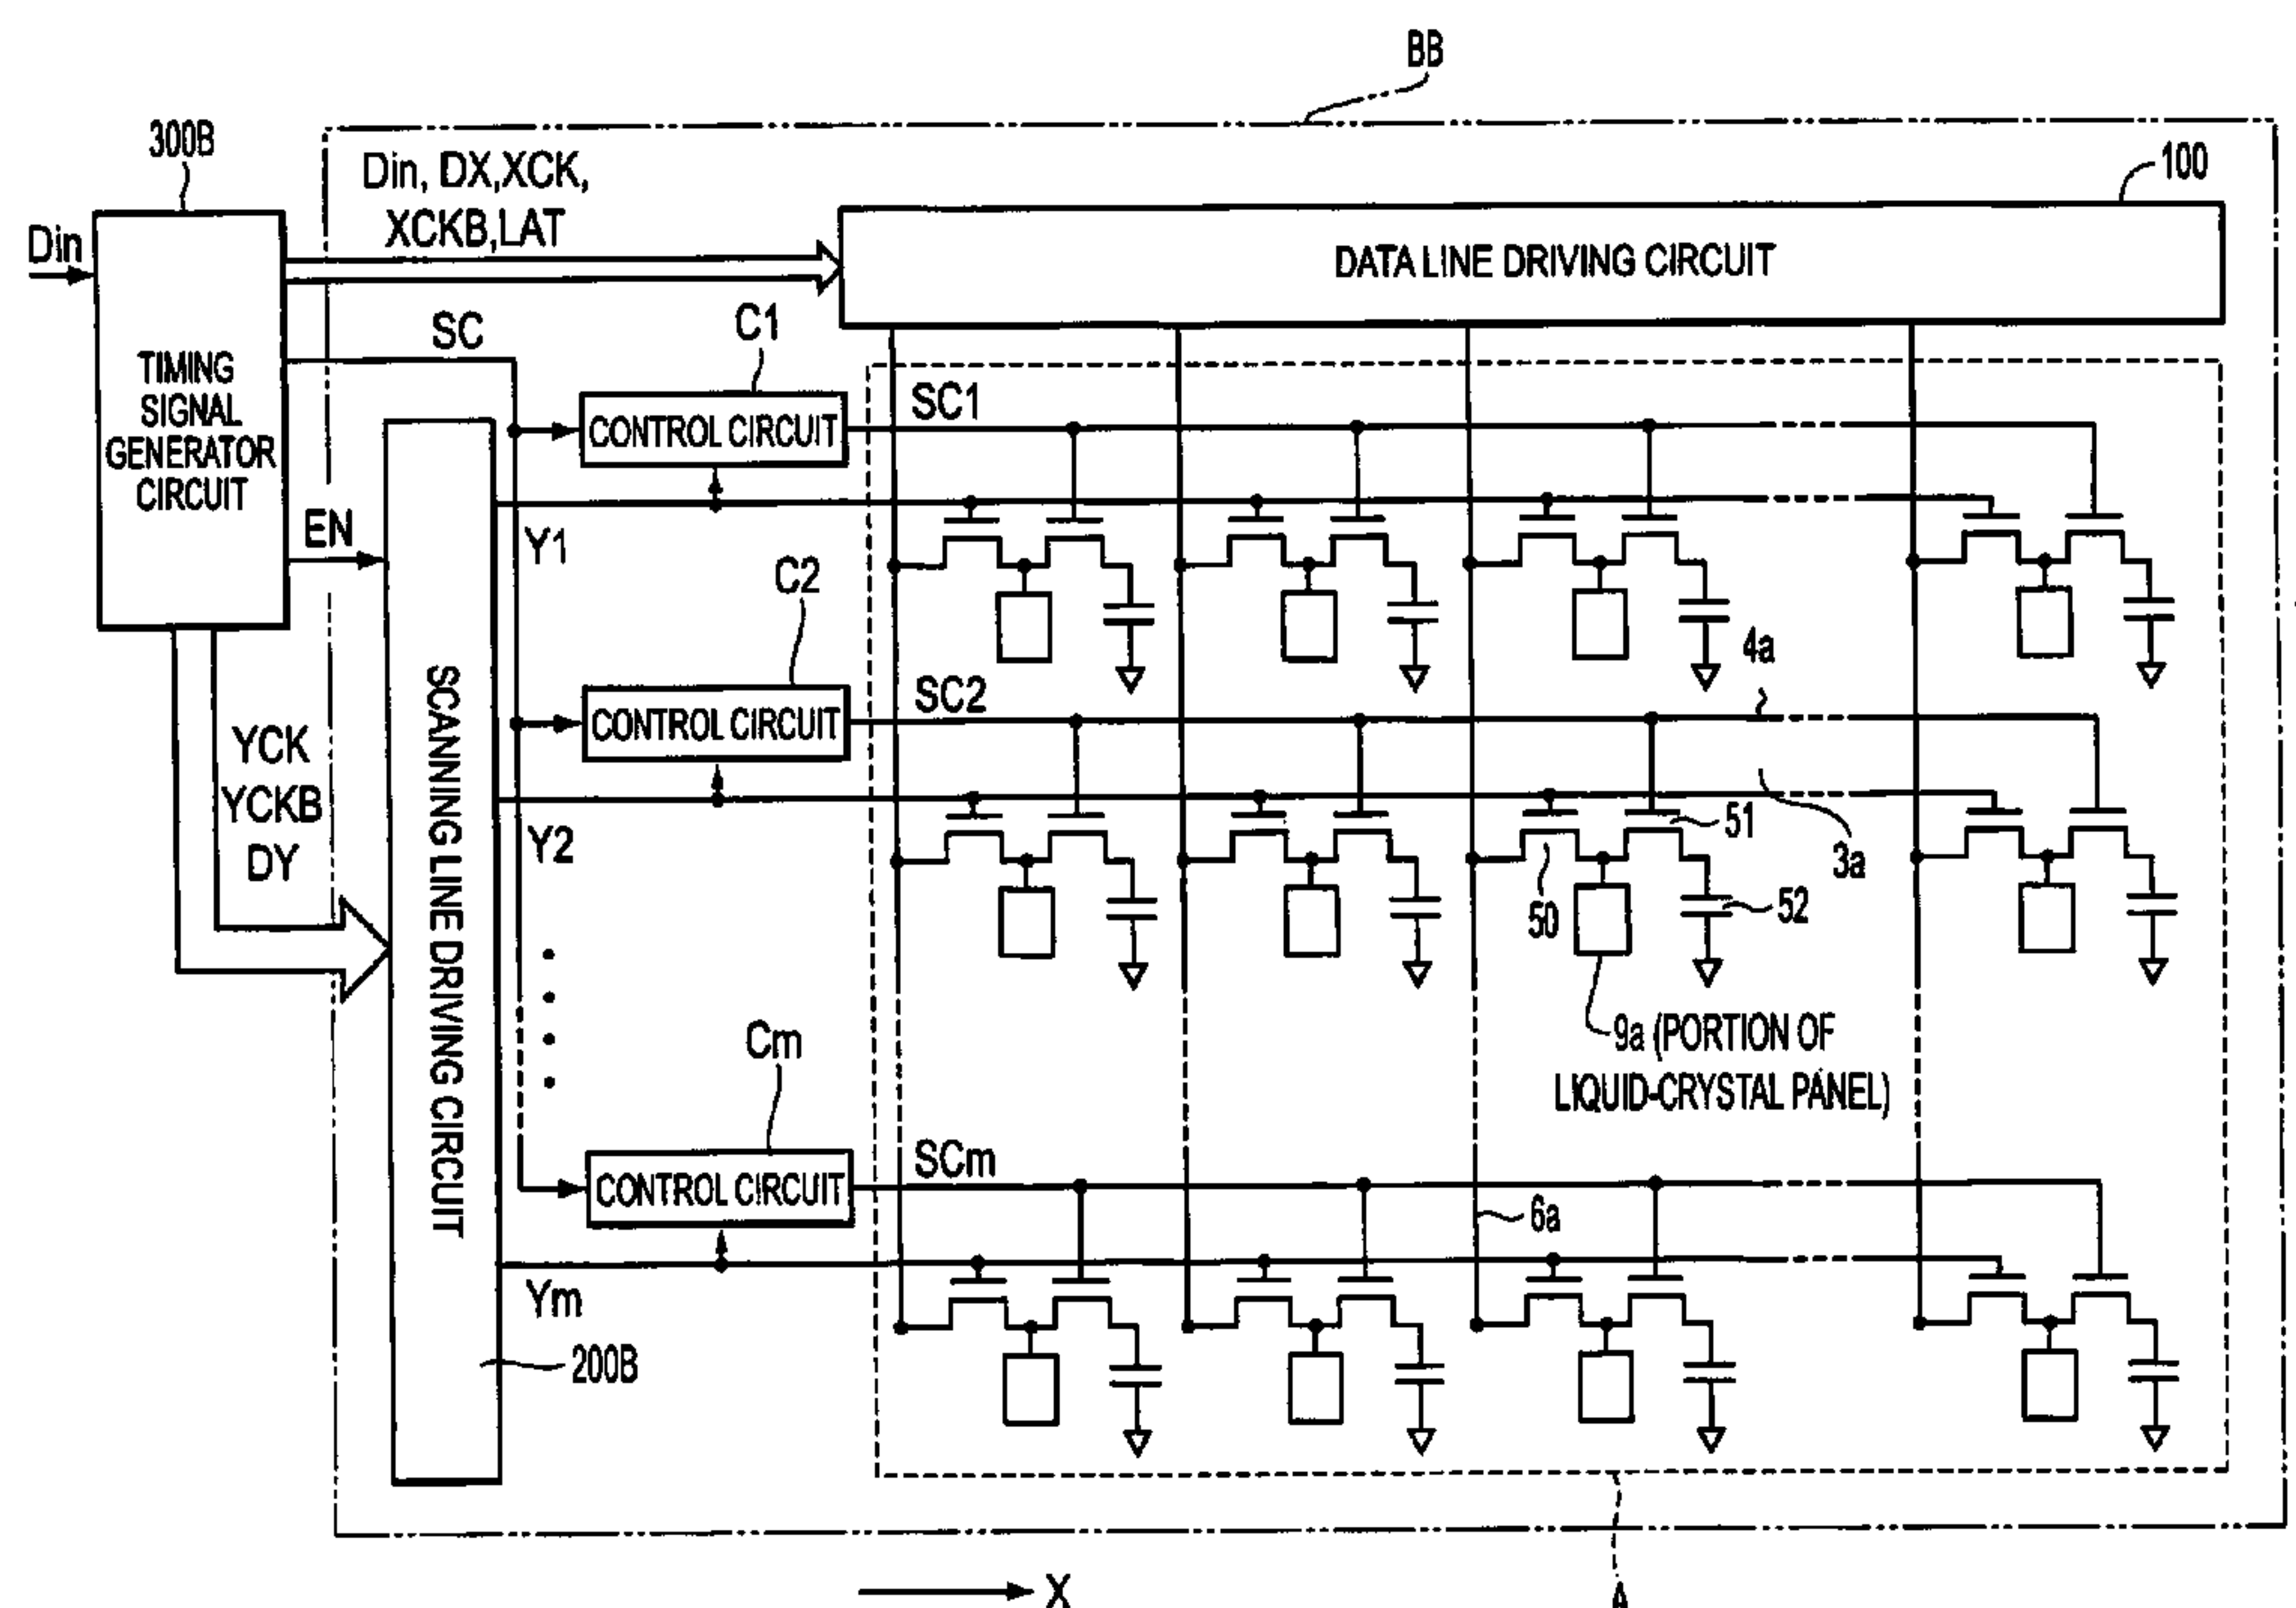 BB
300B
Din, DX,XCK,
XCKB,LAT
100
Din
DATA LINE DRIVING CIRCUIT
SC
C1
TIMING
SIGNAL
GENERATOR
CIRCUIT
SC1
CONTROL CIRCUIT
EN
Y1
C2
4a
SC2
CONTROL CIRCUIT
SCANNING LINE DRIVING CIRCUIT
YCK
YCKB
DY
51
Y2
3a
50
52
9a (PORTION OF
LIQUID-CRYSTAL PANEL)
Cm
SCm
CONTROL CIRCUIT
6a
Ym
200B
X
A